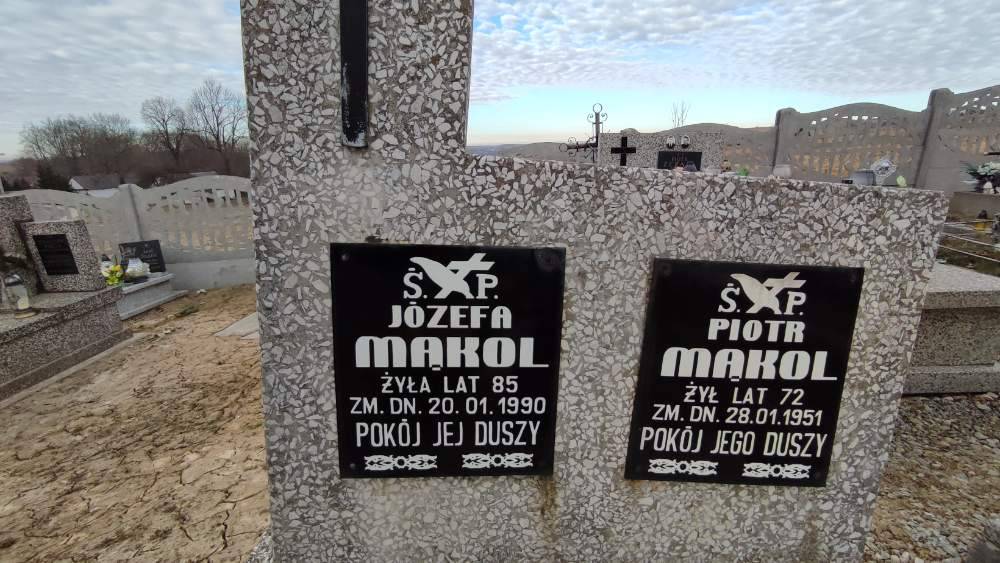 Ś. P.
JÓZEFA
MĄKOL
ŻYŁA LAT 85
ZM. DN. 20.01.1990
POKÓJ JEJ DUSZY
Ś. P.
PIOTR
MĄKOL
ŻYŁ LAT 72
ZM. DN. 28.01.1951
POKÓJ JEGO DUSZY